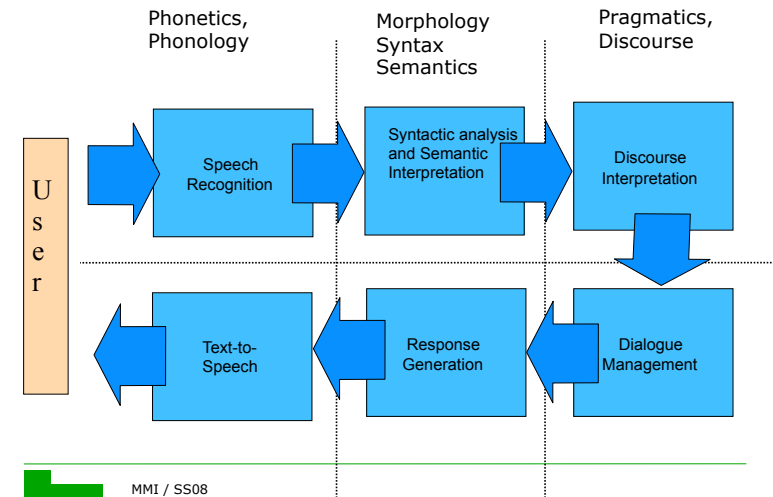 Phonetics,
Phonology
Morphology
Syntax
Semantics
Pragmatics,
Discourse
User
Speech
Recognition
Syntactic analysis
and Semantic
Interpretation
Discourse
Interpretation
Text-to-
Speech
Response
Generation
Dialogue
Management
MMI / SS08